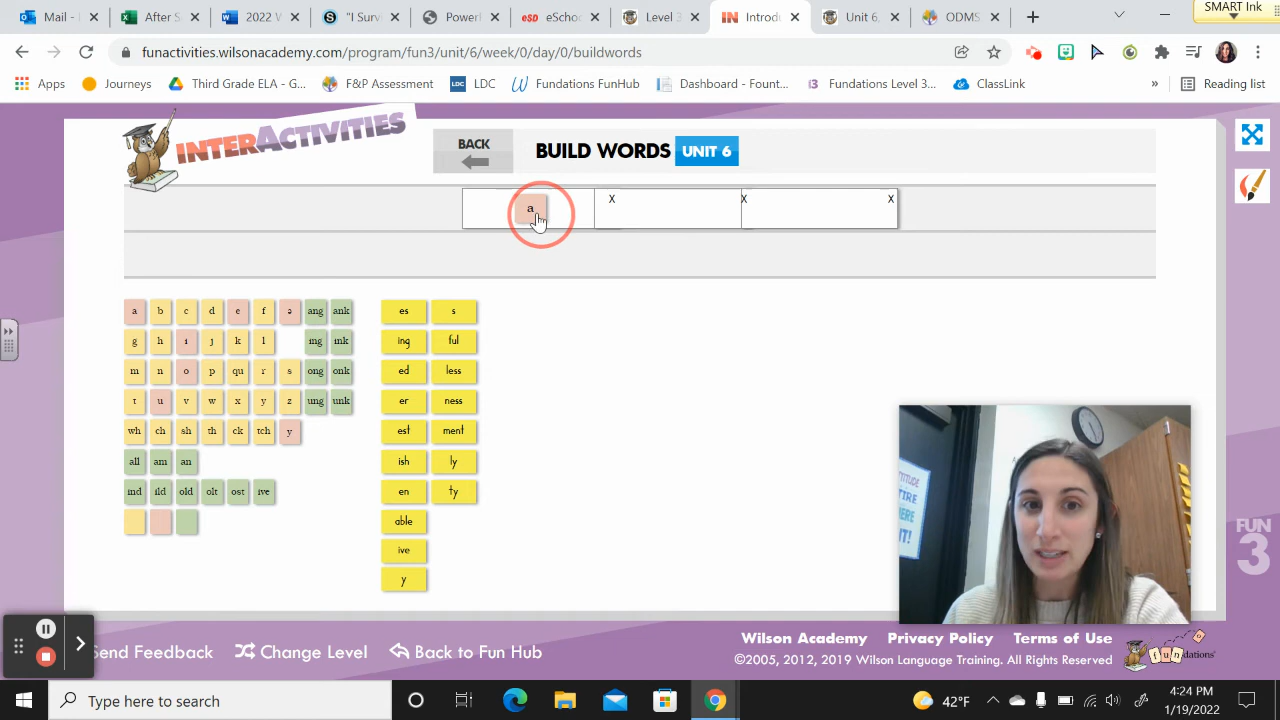 Mail -
After S
2022 W
"I Survi
Powerf
eSchoo
Level 3
Introdu
Unit 6,
ODMS
SMART Ink
funactivities.wilsonacademy.com/program/fun3/unit/6/week/0/day/0/buildwords
Apps
Journeys
Third Grade ELA - G...
F&P Assessment
LDC
LDC
Fundations FunHub
Dashboard - Fount...
Fundations Level 3...
ClassLink
»
Reading list
INTERACTIVITIES
BACK
BUILD WORDS UNIT 6
a X X X
a b c d e f ə ang ank
g h i j k l ing ink
m n o p qu r s ong onk
t u v w x y z ung unk
wh ch sh th ck tch y
all am an
ind ild old olt ost ive
es s
ing ful
ed less
er ness
est ment
ish ly
en ty
able
ive
y
FUN
3
Send Feedback
Change Level
Back to Fun Hub
Wilson Academy Privacy Policy Terms of Use
©2005, 2012, 2019 Wilson Language Training. All Rights Reserved
fundations
Type here to search
42°F
4:24 PM
1/19/2022